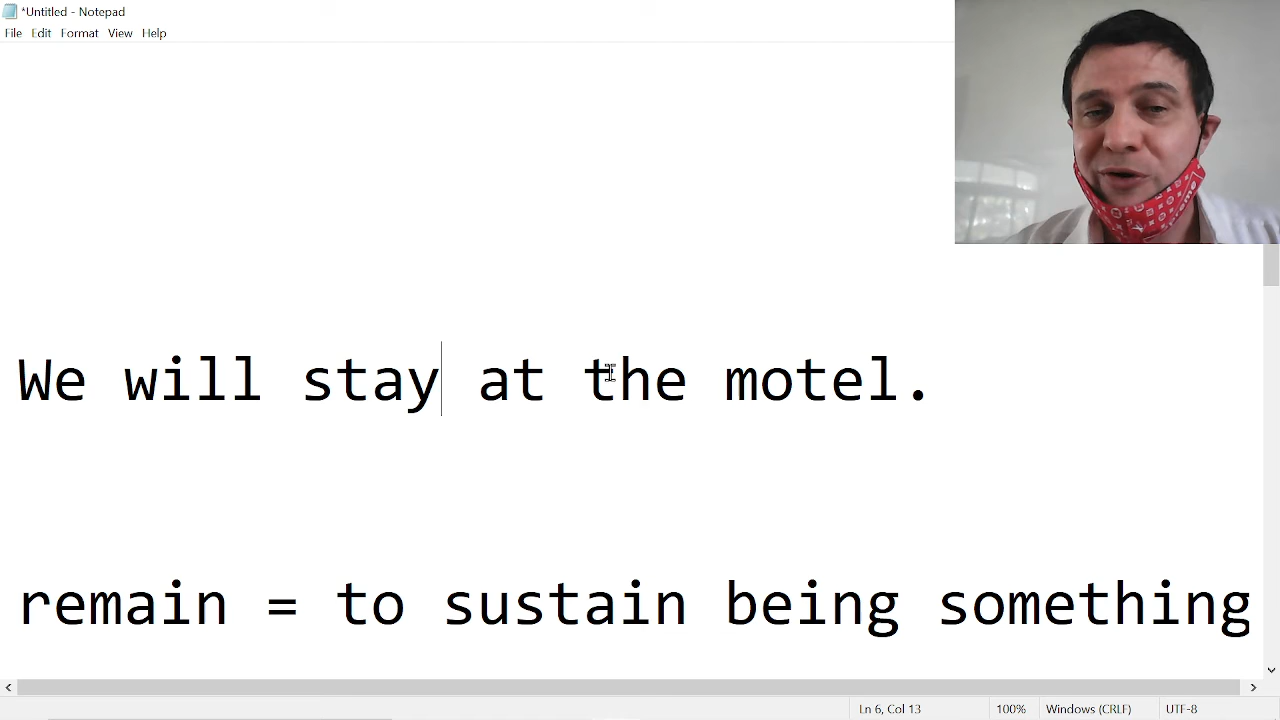 *Untitled - Notepad
File Edit Format View Help
We will stay at the motel.
remain = to sustain being something
Ln 6, Col 13 100% Windows (CRLF) UTF-8